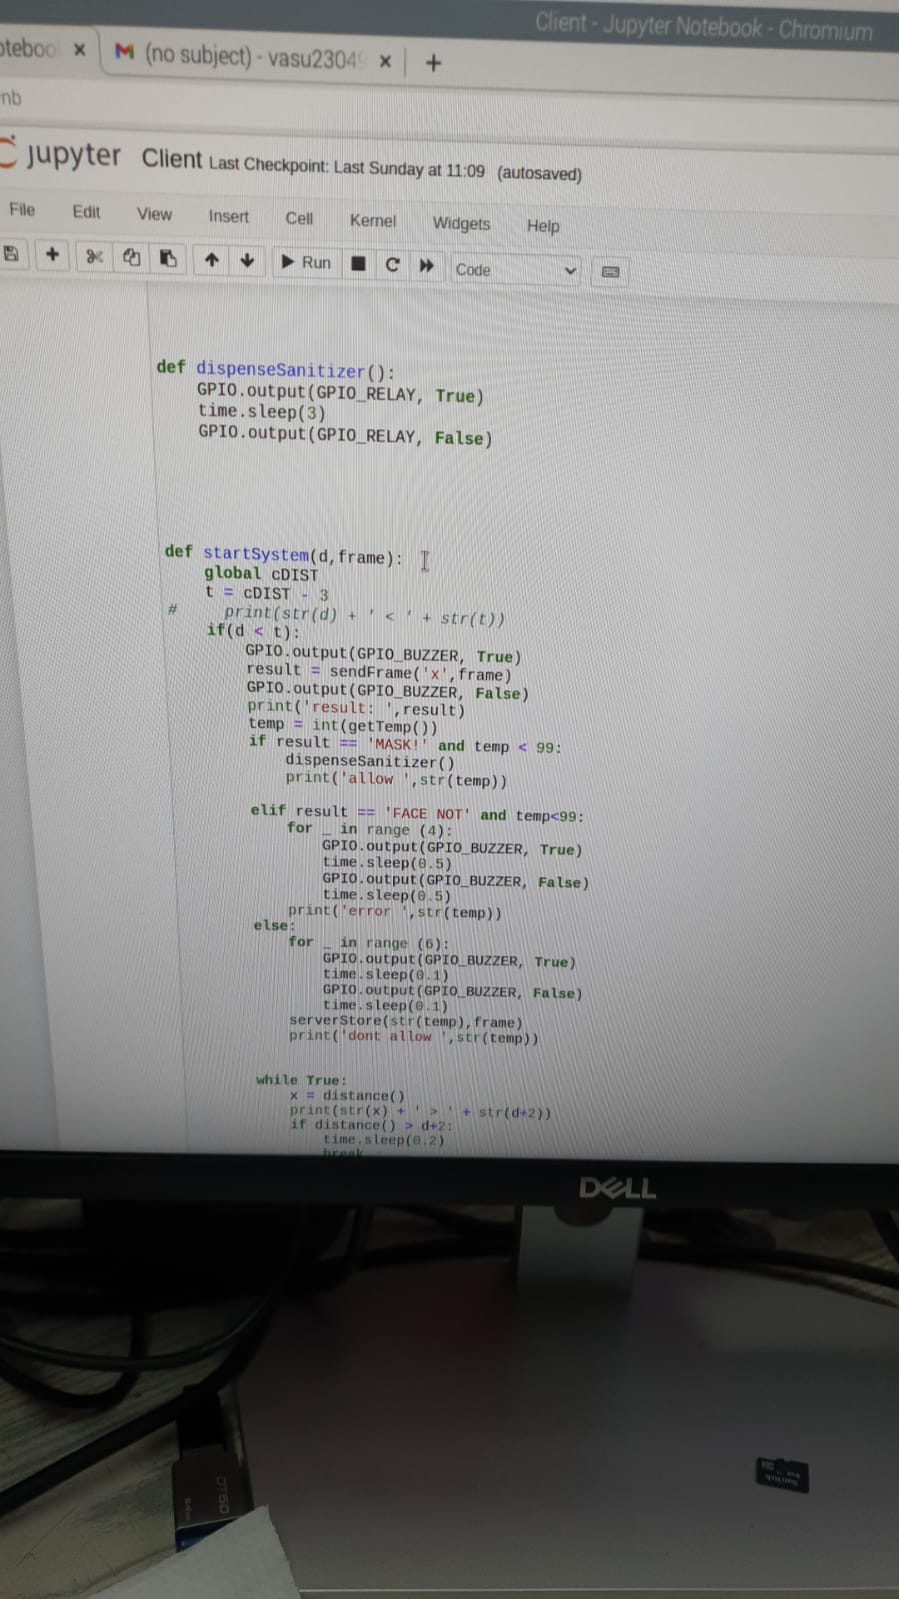 Client - Jupyter Notebook - Chromium
(no subject) - vasu2304
nb
jupyter Client Last Checkpoint: Last Sunday at 11:09 (autosaved)
File Edit View Insert Cell Kernel Widgets Help
Run Code
def dispenseSanitizer():
    GPIO.output(GPIO_RELAY, True)
    time.sleep(3)
    GPIO.output(GPIO_RELAY, False)
def startSystem(d,frame):
    global cDIST
    t = cDIST - 3
#     print(str(d) + ' < ' + str(t))
    if(d < t):
        GPIO.output(GPIO_BUZZER, True)
        result = sendFrame('x',frame)
        GPIO.output(GPIO_BUZZER, False)
        print('result: ',result)
        temp = int(getTemp())
        if result == 'MASK!' and temp < 99:
            dispenseSanitizer()
            print('allow ',str(temp))
        elif result == 'FACE NOT' and temp<99:
            for _ in range (4):
                GPIO.output(GPIO_BUZZER, True)
                time.sleep(0.5)
                GPIO.output(GPIO_BUZZER, False)
                time.sleep(0.5)
            print('error ',str(temp))
        else:
            for _ in range (6):
                GPIO.output(GPIO_BUZZER, True)
                time.sleep(0.1)
                GPIO.output(GPIO_BUZZER, False)
                time.sleep(0.1)
            serverStore(str(temp),frame)
            print('dont allow ',str(temp))
        while True:
            x = distance()
            print(str(x) + ' > ' + str(d+2))
            if distance() > d+2:
                time.sleep(0.2)
                break
DELL
DT50
SanDisk